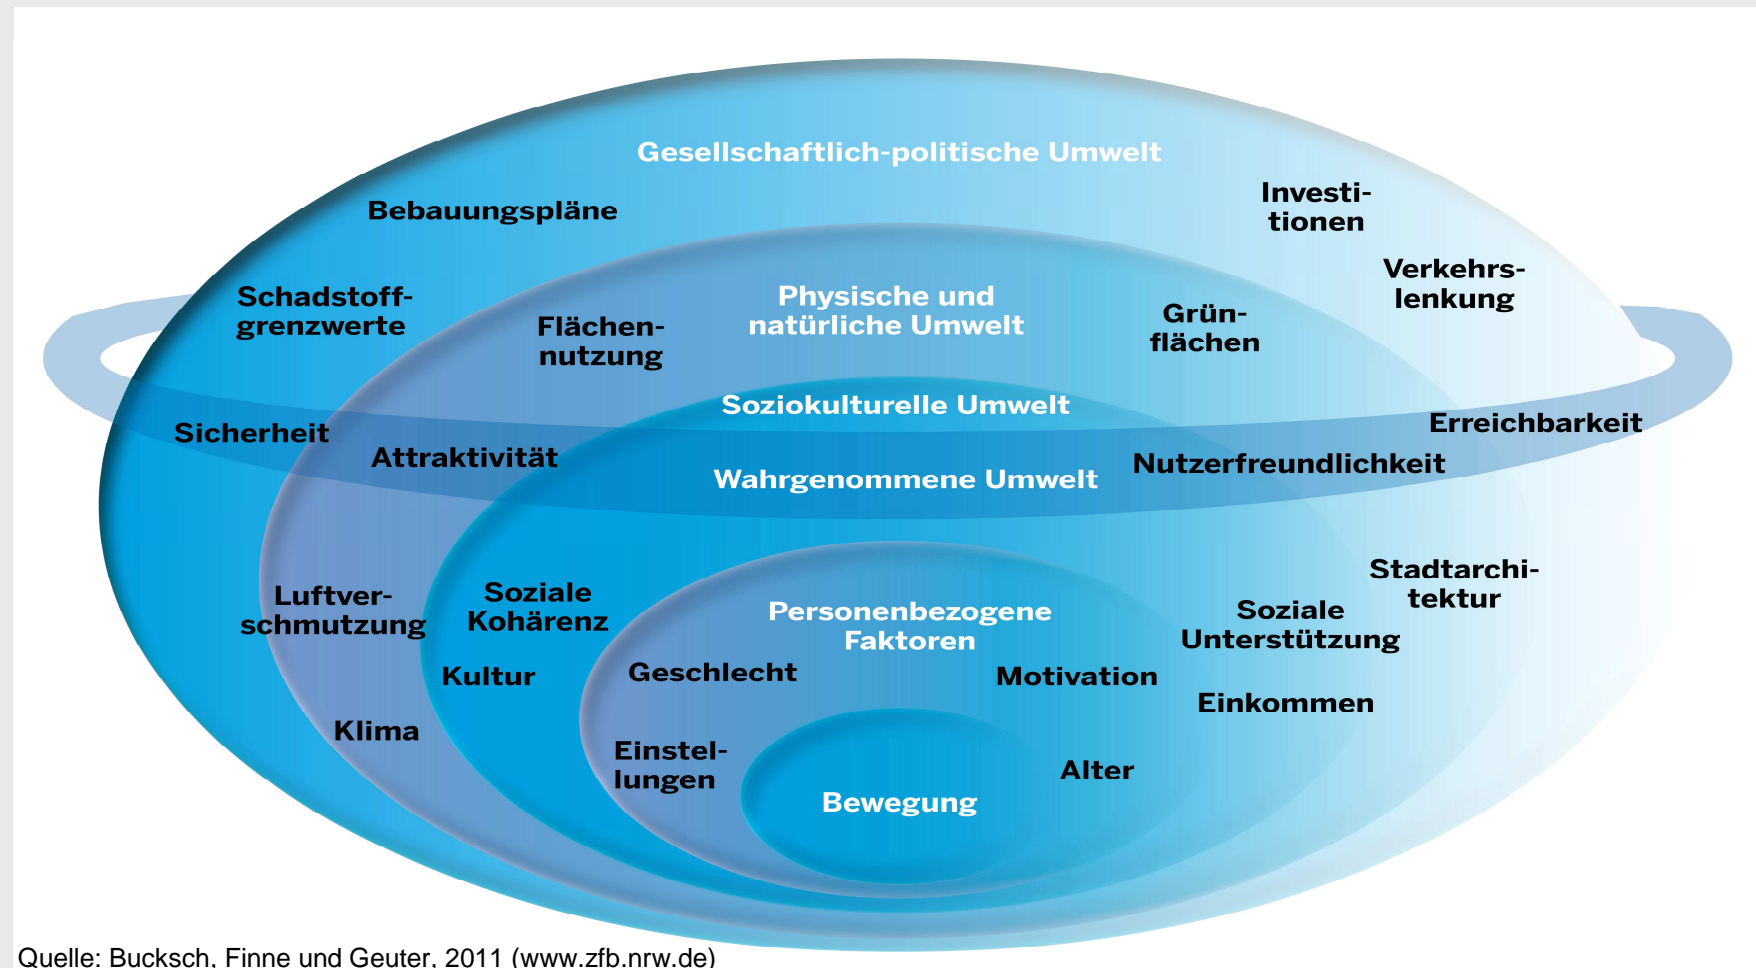 Gesellschaftlich-politische Umwelt
Bebauungspläne
Investi-
tionen
Verkehrs-
lenkung
Schadstoff-
grenzwerte
Flächen-
nutzung
Physische und
natürliche Umwelt
Grün-
flächen
Soziokulturelle Umwelt
Sicherheit
Attraktivität
Wahrgenommene Umwelt
Nutzerfreundlichkeit
Erreichbarkeit
Luftver-
schmutzung
Soziale
Kohärenz
Personenbezogene
Faktoren
Soziale
Unterstützung
Stadtarchi-
tektur
Kultur
Geschlecht
Motivation
Einkommen
Klima
Einstel-
lungen
Alter
Bewegung
Quelle: Bucksch, Finne und Geuter, 2011 (www.zfb.nrw.de)